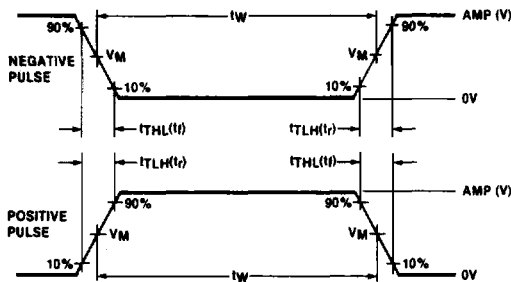 90% tW 90% AMP (V)
NEGATIVE PULSE VM VM
10% 10% 0V
tTHL(tf) tTLH(tr)
tTLH(tr) tTHL(tf)
90% 90% AMP (V)
POSITIVE PULSE VM VM
10% tW 10% 0V